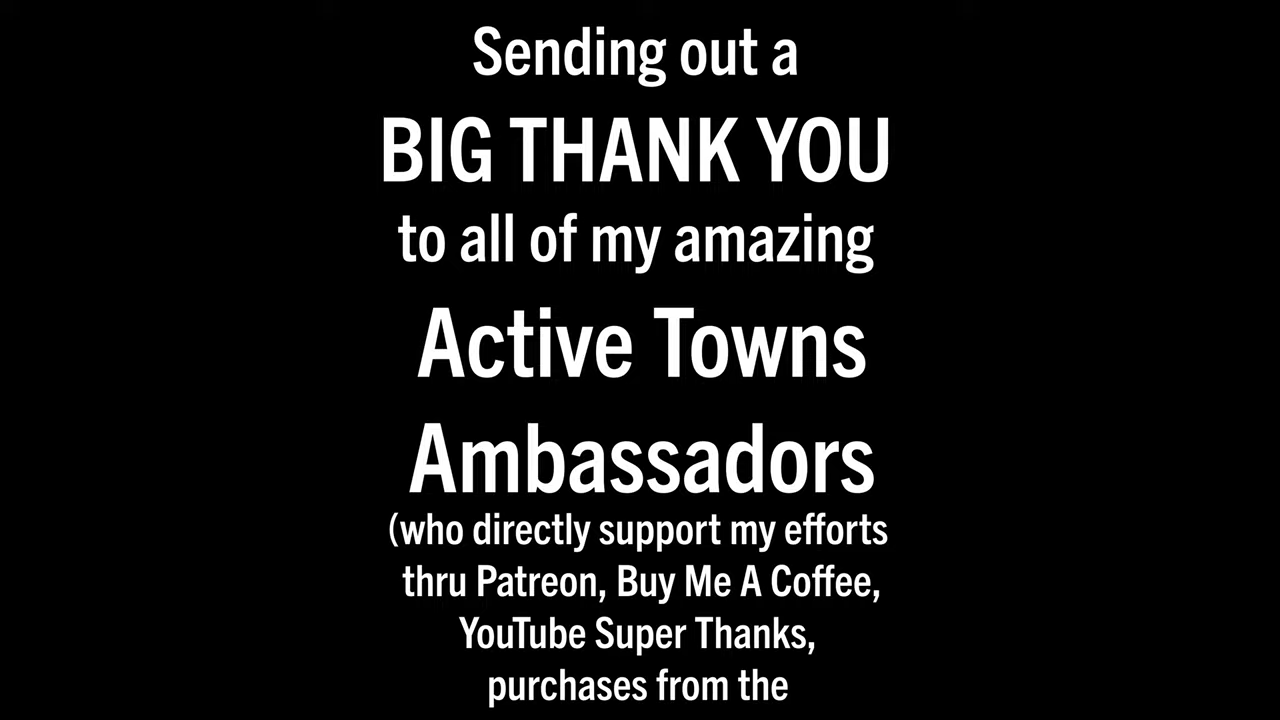 Sending out a
BIG THANK YOU
to all of my amazing
Active Towns
Ambassadors
(who directly support my efforts
thru Patreon, Buy Me A Coffee,
YouTube Super Thanks,
purchases from the